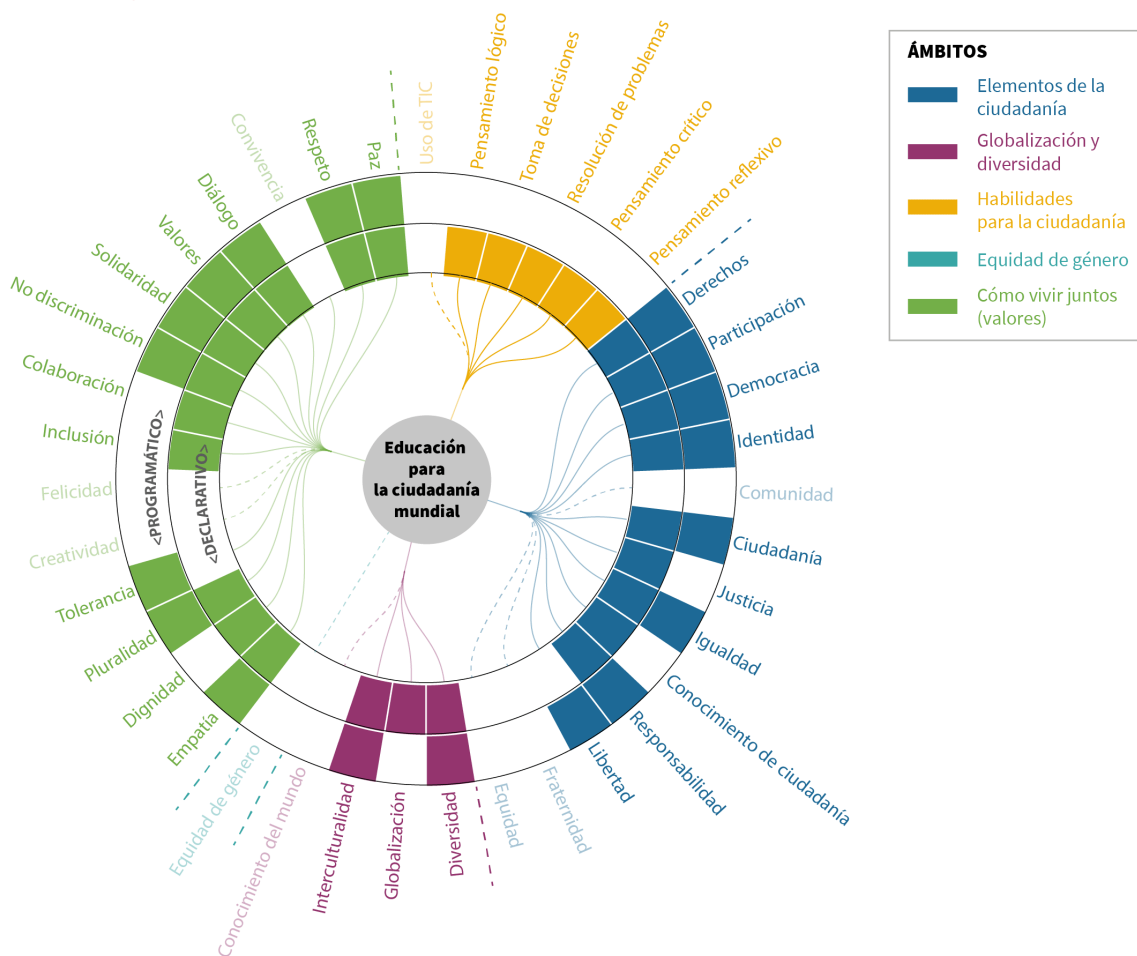 ÁMBITOS
Elementos de la
ciudadanía
Globalización y
diversidad
Habilidades
para la ciudadanía
Equidad de género
Cómo vivir juntos
(valores)
Educación
para
la ciudadanía
mundial
<PROGRAMÁTICO>
<DECLARATIVO>
Uso de TIC
Pensamiento lógico
Toma de decisiones
Resolución de problemas
Pensamiento crítico
Pensamiento reflexivo
Derechos
Participación
Democracia
Identidad
Comunidad
Ciudadanía
Justicia
Igualdad
Conocimiento de ciudadanía
Responsabilidad
Libertad
Fraternidad
Equidad
Diversidad
Globalización
Interculturalidad
Conocimiento del mundo
Equidad de género
Empatía
Dignidad
Pluralidad
Tolerancia
Creatividad
Felicidad
Inclusión
Colaboración
No discriminación
Solidaridad
Valores
Diálogo
Convivencia
Respeto
Paz